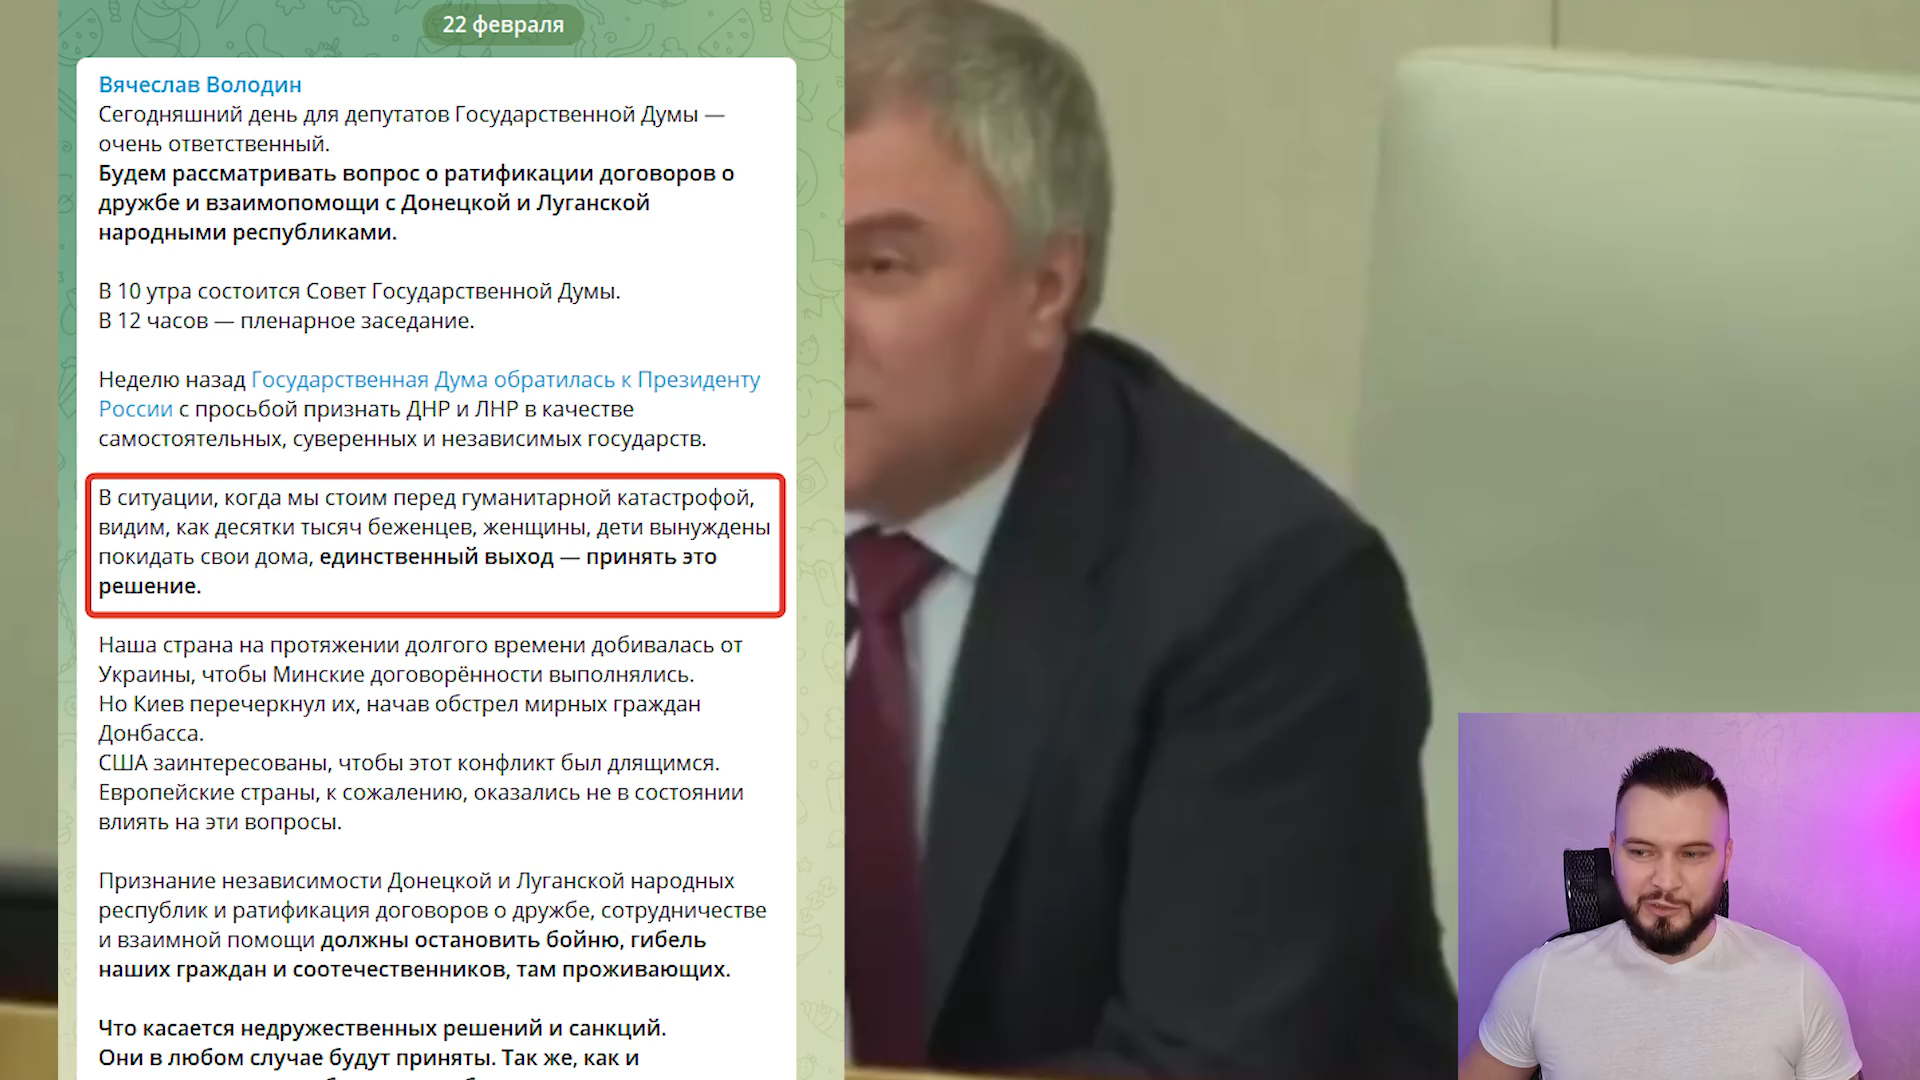 22 февраля
Вячеслав Володин
Сегодняшний день для депутатов Государственной Думы —
очень ответственный.
Будем рассматривать вопрос о ратификации договоров о
дружбе и взаимопомощи с Донецкой и Луганской
народными республиками.
В 10 утра состоится Совет Государственной Думы.
В 12 часов — пленарное заседание.
Неделю назад Государственная Дума обратилась к Президенту
России с просьбой признать ДНР и ЛНР в качестве
самостоятельных, суверенных и независимых государств.
В ситуации, когда мы стоим перед гуманитарной катастрофой,
видим, как десятки тысяч беженцев, женщины, дети вынуждены
покидать свои дома, единственный выход — принять это
решение.
Наша страна на протяжении долгого времени добивалась от
Украины, чтобы Минские договорённости выполнялись.
Но Киев перечеркнул их, начав обстрел мирных граждан
Донбасса.
США заинтересованы, чтобы этот конфликт был длящимся.
Европейские страны, к сожалению, оказались не в состоянии
влиять на эти вопросы.
Признание независимости Донецкой и Луганской народных
республик и ратификация договоров о дружбе, сотрудничестве
и взаимной помощи должны остановить бойню, гибель
наших граждан и соотечественников, там проживающих.
Что касается недружественных решений и санкций.
Они в любом случае будут приняты. Так же, как и